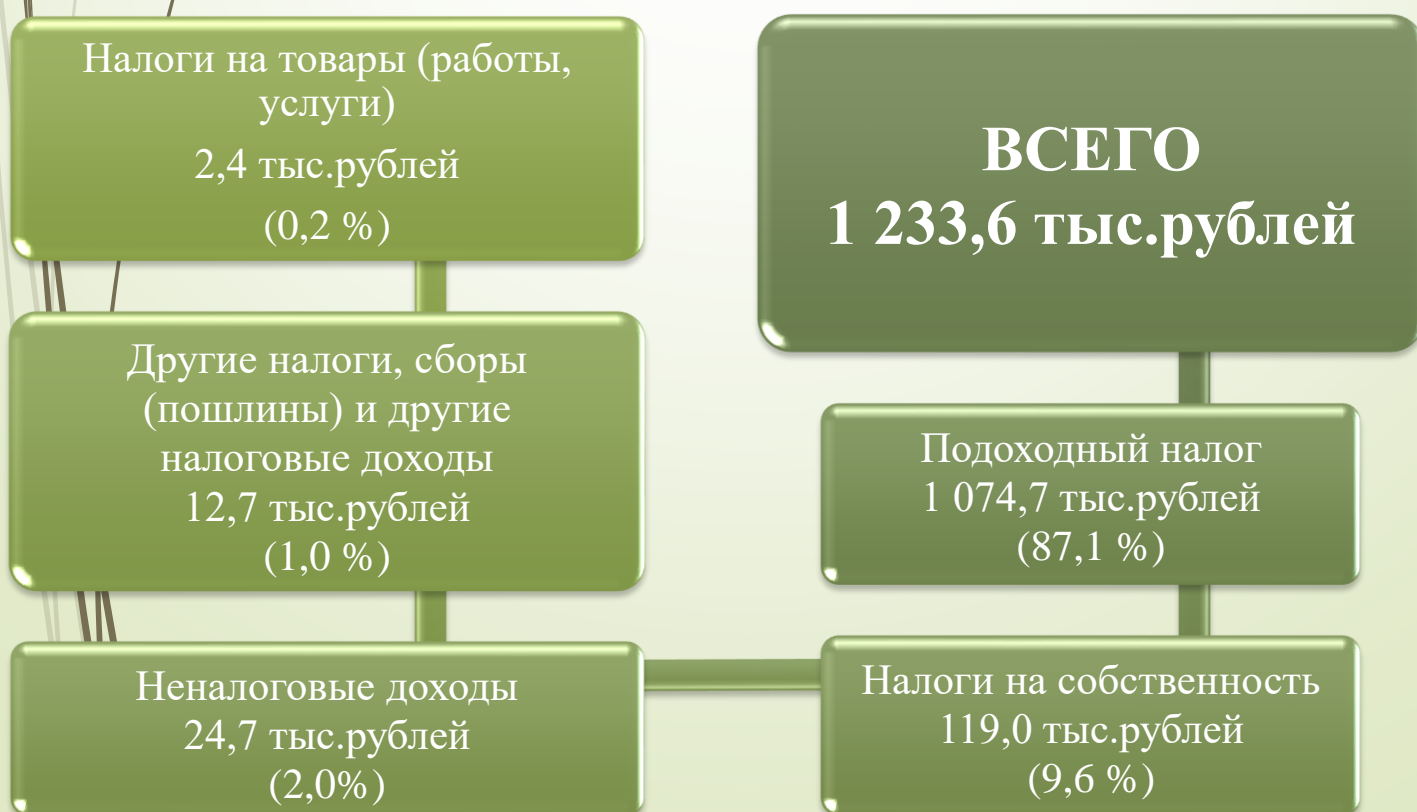 Налоги на товары (работы,
услуги)
2,4 тыс.рублей
(0,2 %)
ВСЕГО
1 233,6 тыс.рублей
Другие налоги, сборы
(пошлины) и другие
налоговые доходы
12,7 тыс.рублей
(1,0 %)
Подоходный налог
1 074,7 тыс.рублей
(87,1 %)
Неналоговые доходы
24,7 тыс.рублей
(2,0%)
Налоги на собственность
119,0 тыс.рублей
(9,6 %)